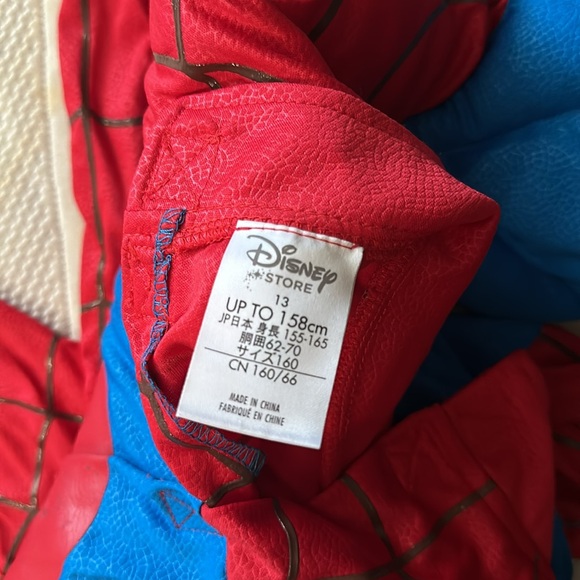 Disney
STORE
13
UP TO 158cm
JP日本 身長 155-165
胴囲62-70
サイズ160
CN 160/66
MADE IN CHINA
FABRIQUÉ EN CHINE